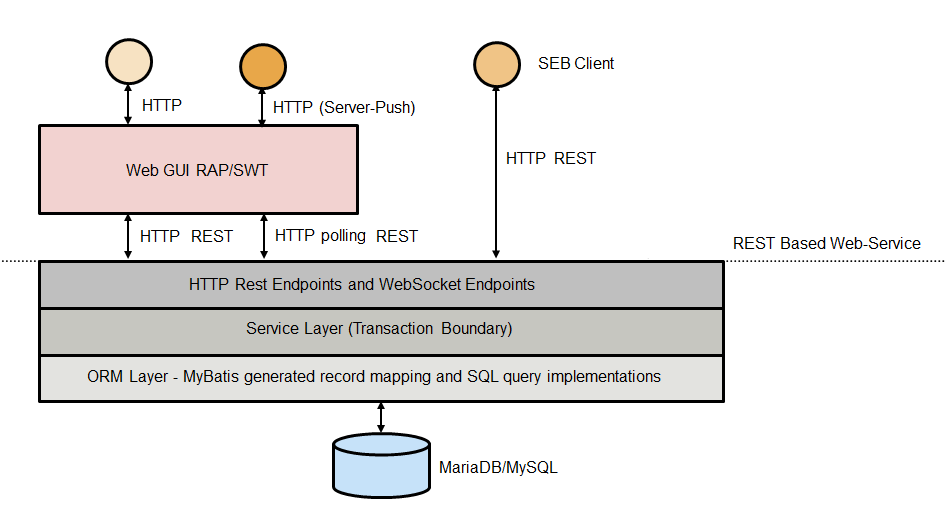 SEB Client
HTTP
HTTP (Server-Push)
HTTP REST
Web GUI RAP/SWT
HTTP REST
HTTP polling REST
REST Based Web-Service
HTTP Rest Endpoints and WebSocket Endpoints
Service Layer (Transaction Boundary)
ORM Layer - MyBatis generated record mapping and SQL query implementations
MariaDB/MySQL